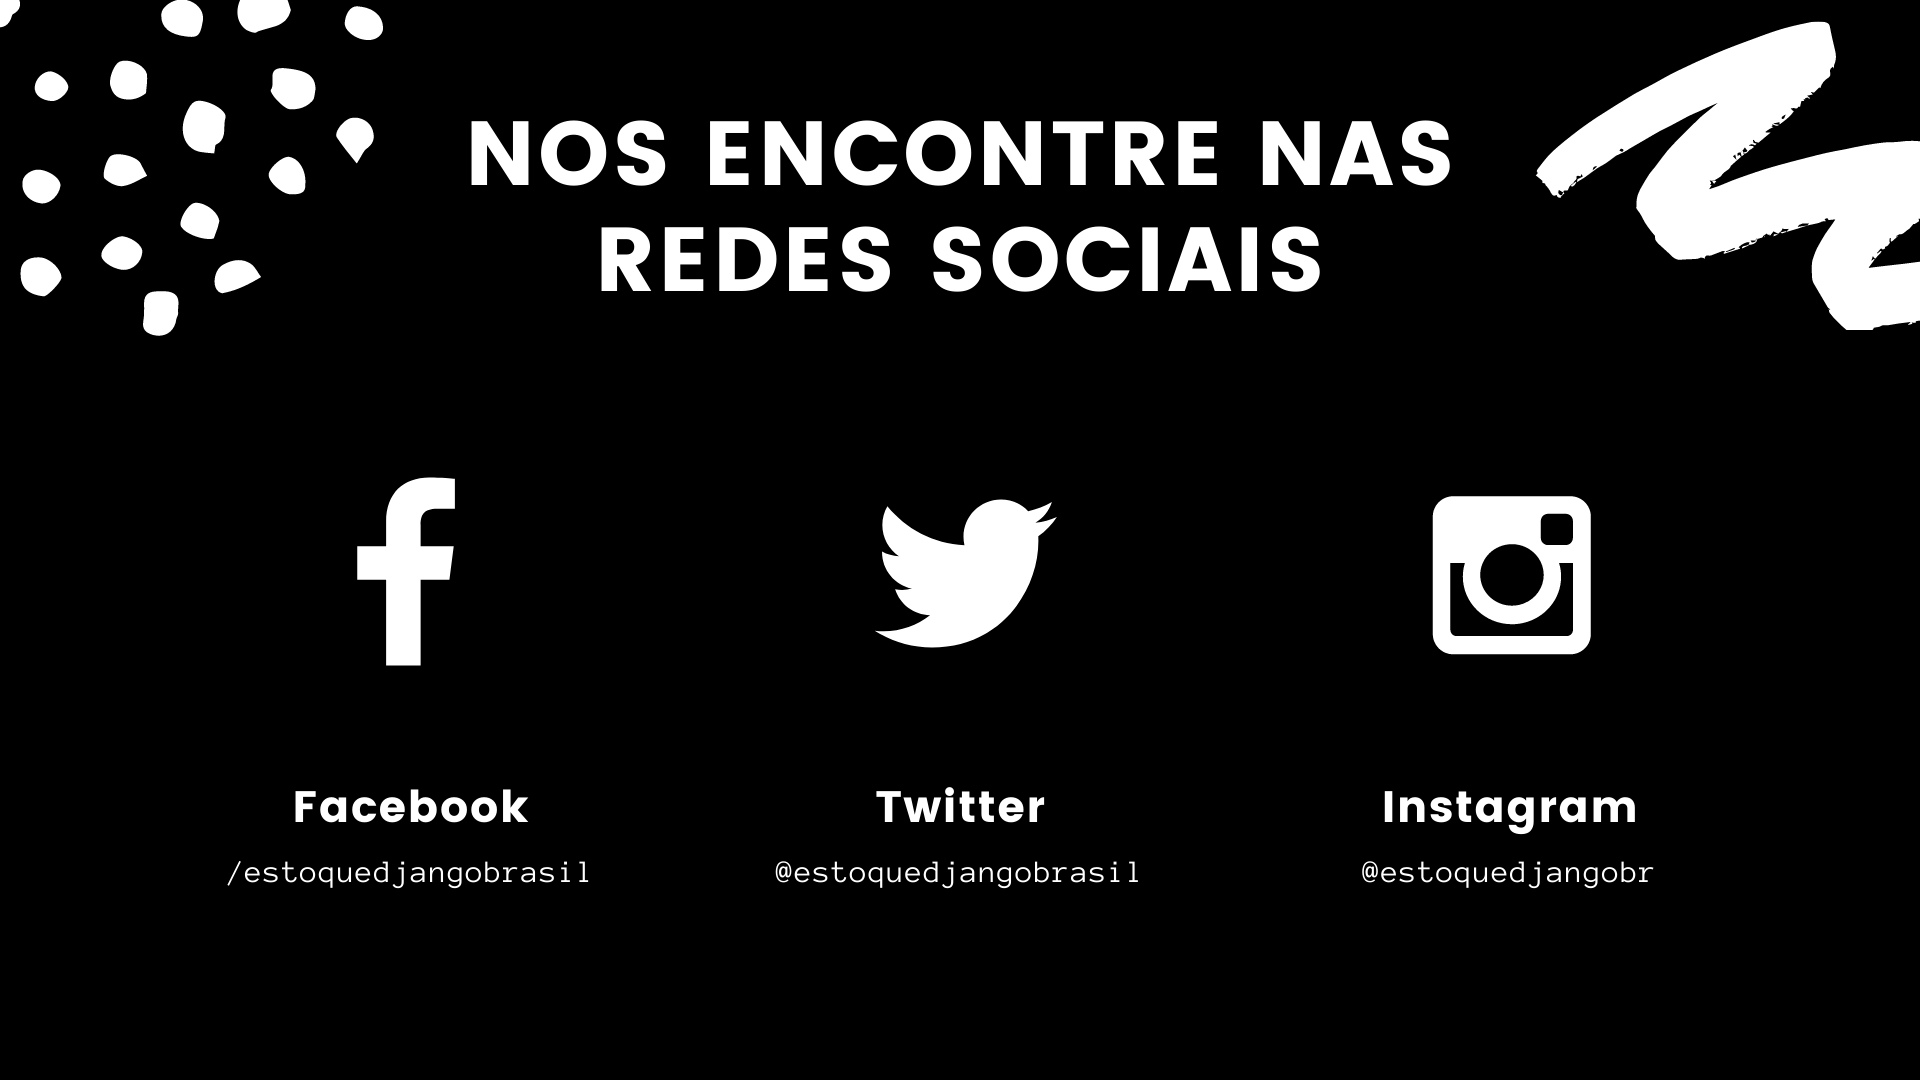 NOS ENCONTRE NAS
REDES SOCIAIS
Facebook
/estoquedjangobrasil
Twitter
@estoquedjangobrasil
Instagram
@estoquedjangobr